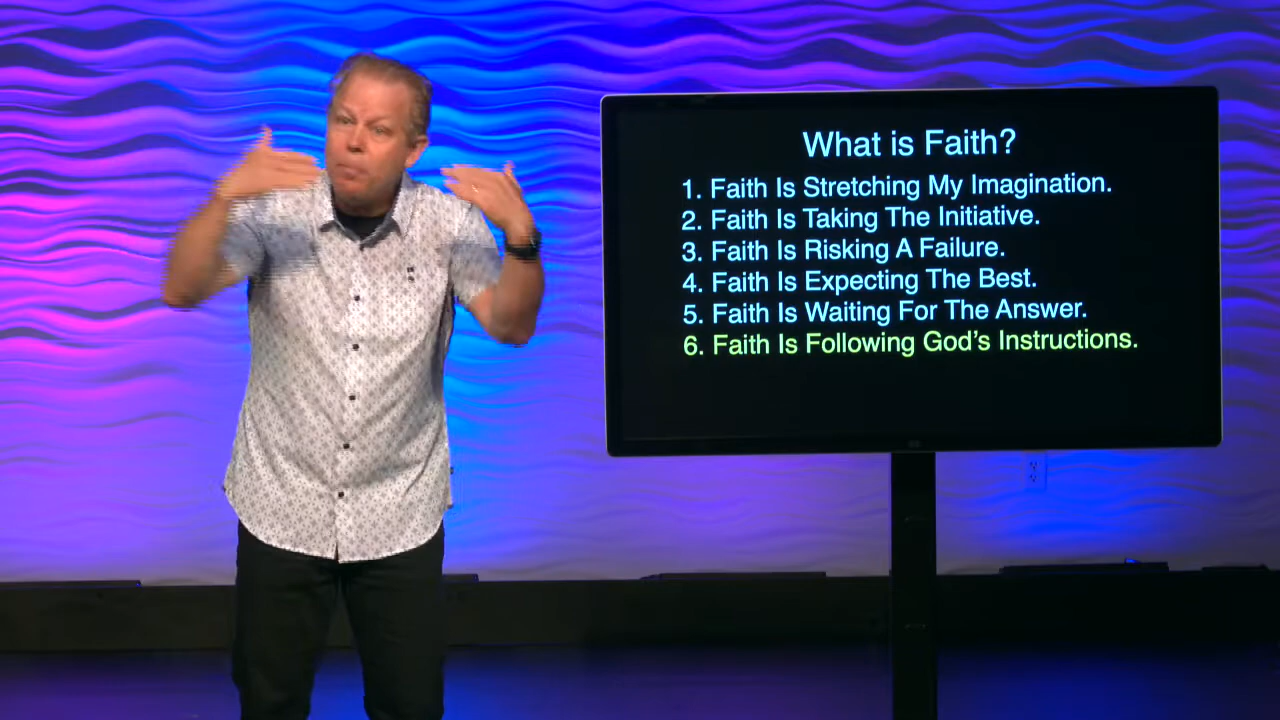 What is Faith?
1. Faith Is Stretching My Imagination.
2. Faith Is Taking The Initiative.
3. Faith Is Risking A Failure.
4. Faith Is Expecting The Best.
5. Faith Is Waiting For The Answer.
6. Faith Is Following God's Instructions.